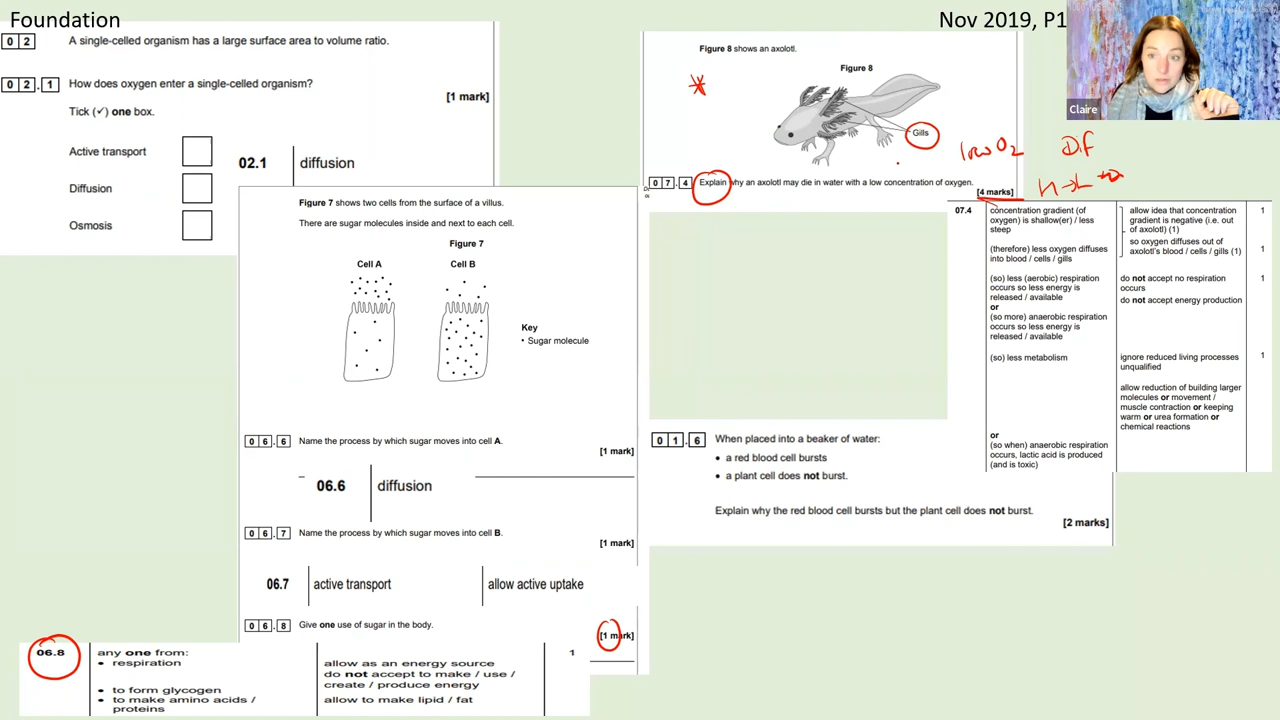 Foundation
Nov 2019, P1
Claire
0 2 A single-celled organism has a large surface area to volume ratio.
0 2 . 1 How does oxygen enter a single-celled organism?
[1 mark]
Tick (✓) one box.
Active transport
Diffusion
Osmosis
02.1 diffusion
Figure 7 shows two cells from the surface of a villus.
There are sugar molecules inside and next to each cell.
Figure 7
Cell A
Cell B
Key
• Sugar molecule
0 6 . 6 Name the process by which sugar moves into cell A.
[1 mark]
06.6 diffusion
0 6 . 7 Name the process by which sugar moves into cell B.
[1 mark]
06.7 active transport allow active uptake
0 6 . 8 Give one use of sugar in the body.
[1 mark]
06.8 any one from: 1
• respiration allow as an energy source
do not accept to make / use /
create / produce energy
• to form glycogen
• to make amino acids / allow to make lipid / fat
proteins
Figure 8 shows an axolotl.
Figure 8
Gills
low O2 Dif
0 7 . 4 Explain why an axolotl may die in water with a low concentration of oxygen.
[4 marks]
07.4 concentration gradient (of allow idea that concentration 1
oxygen) is shallow(er) / less gradient is negative (i.e. out
steep of axolotl) (1)
(therefore) less oxygen diffuses so oxygen diffuses out of 1
into blood / cells / gills axolotl's blood / cells / gills (1)
(so) less (aerobic) respiration do not accept no respiration 1
occurs so less energy is occurs
released / available do not accept energy production
or
(so more) anaerobic respiration
occurs so less energy is
released / available
(so) less metabolism ignore reduced living processes 1
unqualified
allow reduction of building larger
molecules or movement /
muscle contraction or keeping
warm or urea formation or
chemical reactions
or
(so when) anaerobic respiration
occurs, lactic acid is produced
(and is toxic)
0 1 . 6 When placed into a beaker of water:
• a red blood cell bursts
• a plant cell does not burst.
Explain why the red blood cell bursts but the plant cell does not burst.
[2 marks]